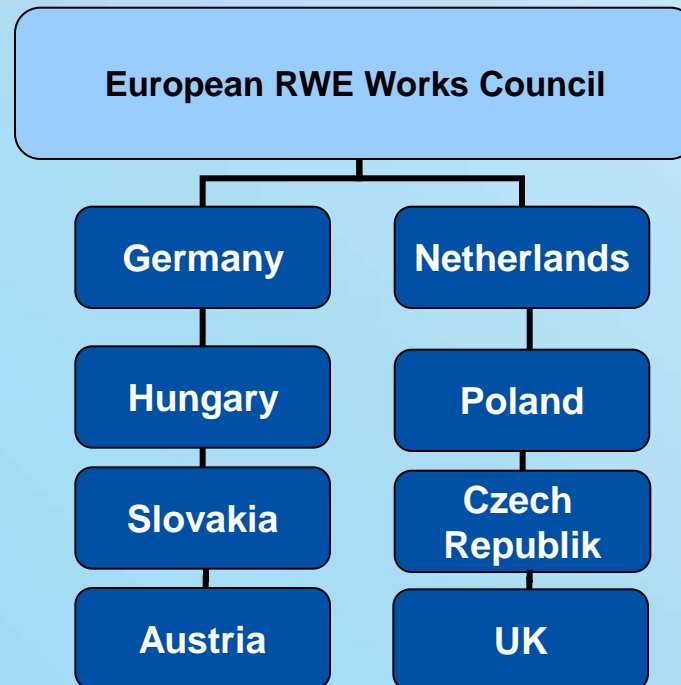 European RWE Works Council
Germany
Netherlands
Hungary
Poland
Slovakia
Czech
Republik
Austria
UK